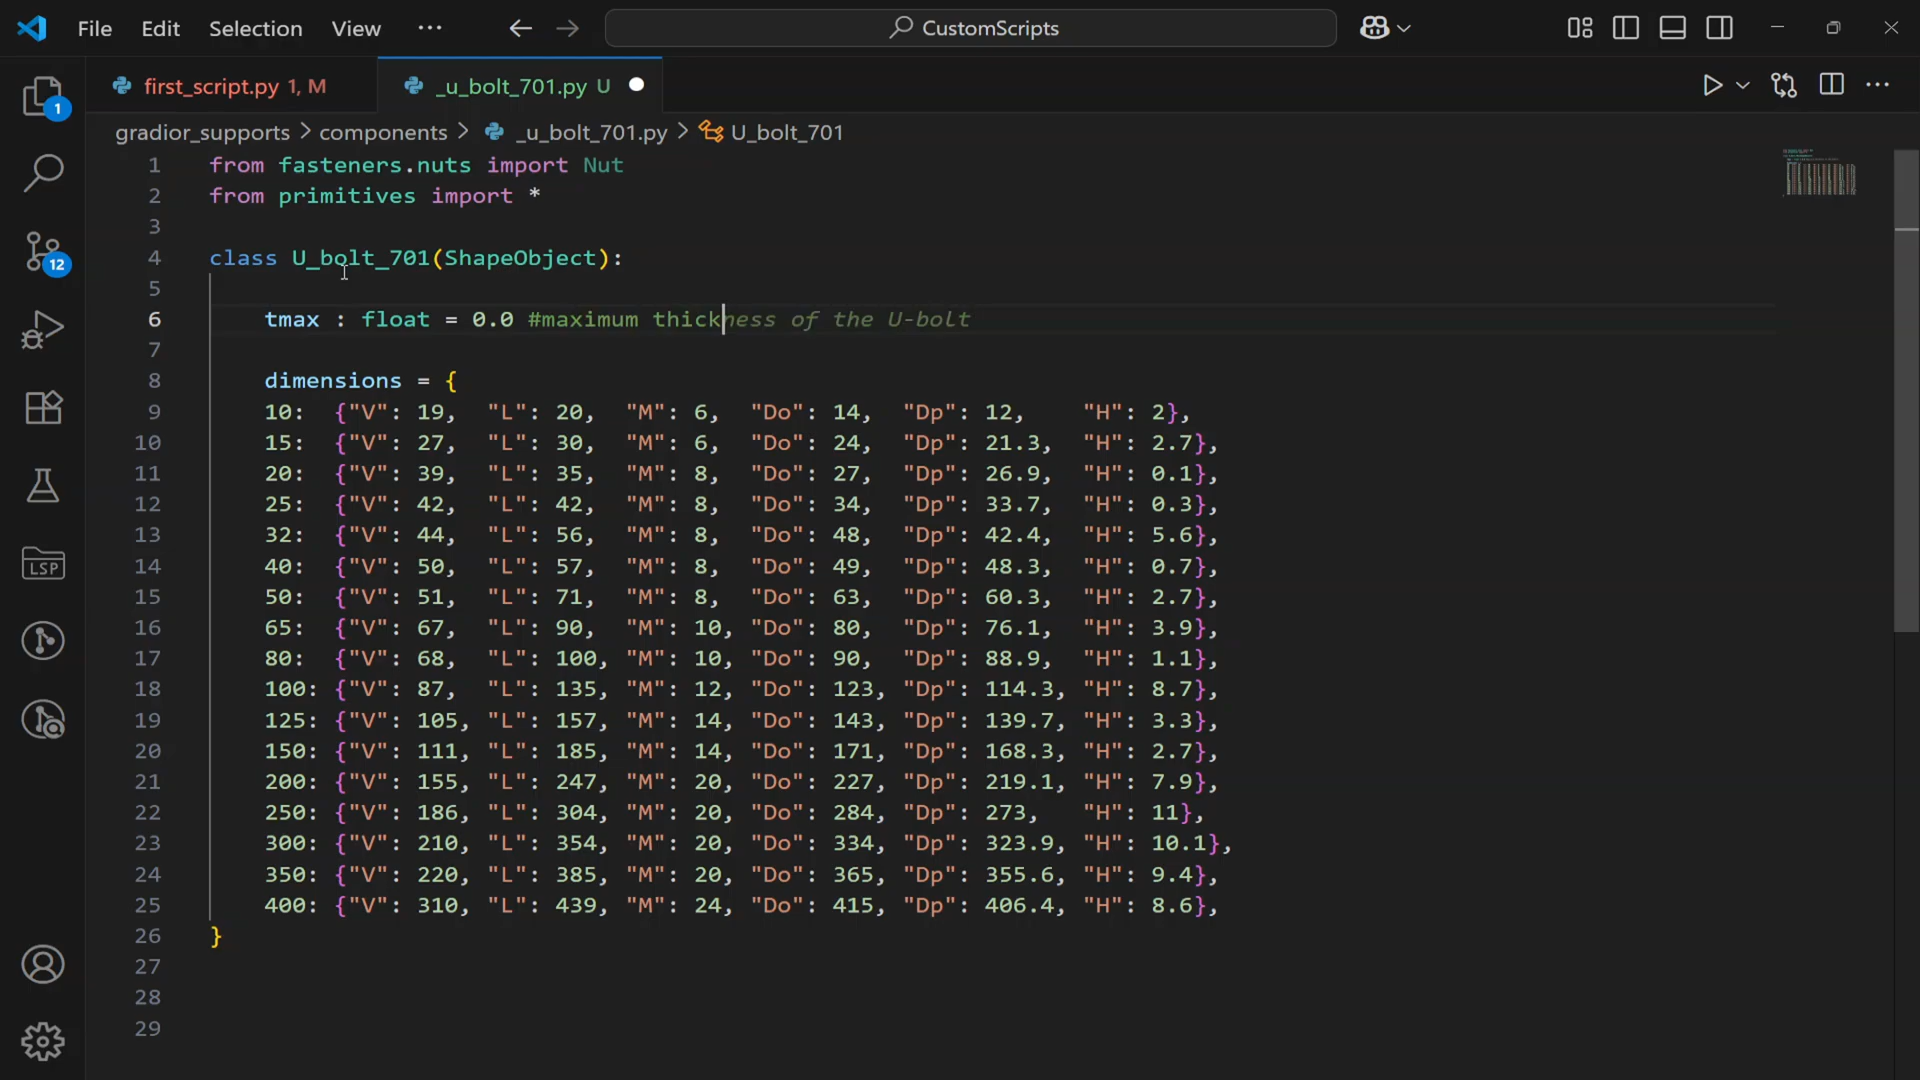 File Edit Selection View ··· CustomScripts
first_script.py 1, M _u_bolt_701.py U
gradior_supports > components > _u_bolt_701.py > U_bolt_701
1 from fasteners.nuts import Nut
2 from primitives import *
3
4 class U_bolt_701(ShapeObject):
5
6 tmax : float = 0.0 #maximum thickness of the U-bolt
7
8 dimensions = {
9 10: {"V": 19, "L": 20, "M": 6, "Do": 14, "Dp": 12, "H": 2},
10 15: {"V": 27, "L": 30, "M": 6, "Do": 24, "Dp": 21.3, "H": 2.7},
11 20: {"V": 39, "L": 35, "M": 8, "Do": 27, "Dp": 26.9, "H": 0.1},
12 25: {"V": 42, "L": 42, "M": 8, "Do": 34, "Dp": 33.7, "H": 0.3},
13 32: {"V": 44, "L": 56, "M": 8, "Do": 48, "Dp": 42.4, "H": 5.6},
14 40: {"V": 50, "L": 57, "M": 8, "Do": 49, "Dp": 48.3, "H": 0.7},
15 50: {"V": 51, "L": 71, "M": 8, "Do": 63, "Dp": 60.3, "H": 2.7},
16 65: {"V": 67, "L": 90, "M": 10, "Do": 80, "Dp": 76.1, "H": 3.9},
17 80: {"V": 68, "L": 100, "M": 10, "Do": 90, "Dp": 88.9, "H": 1.1},
18 100: {"V": 87, "L": 135, "M": 12, "Do": 123, "Dp": 114.3, "H": 8.7},
19 125: {"V": 105, "L": 157, "M": 14, "Do": 143, "Dp": 139.7, "H": 3.3},
20 150: {"V": 111, "L": 185, "M": 14, "Do": 171, "Dp": 168.3, "H": 2.7},
21 200: {"V": 155, "L": 247, "M": 20, "Do": 227, "Dp": 219.1, "H": 7.9},
22 250: {"V": 186, "L": 304, "M": 20, "Do": 284, "Dp": 273, "H": 11},
23 300: {"V": 210, "L": 354, "M": 20, "Do": 334, "Dp": 323.9, "H": 10.1},
24 350: {"V": 220, "L": 385, "M": 20, "Do": 365, "Dp": 355.6, "H": 9.4},
25 400: {"V": 310, "L": 439, "M": 24, "Do": 415, "Dp": 406.4, "H": 8.6},
26 }
27
28
29
1
12
LSP